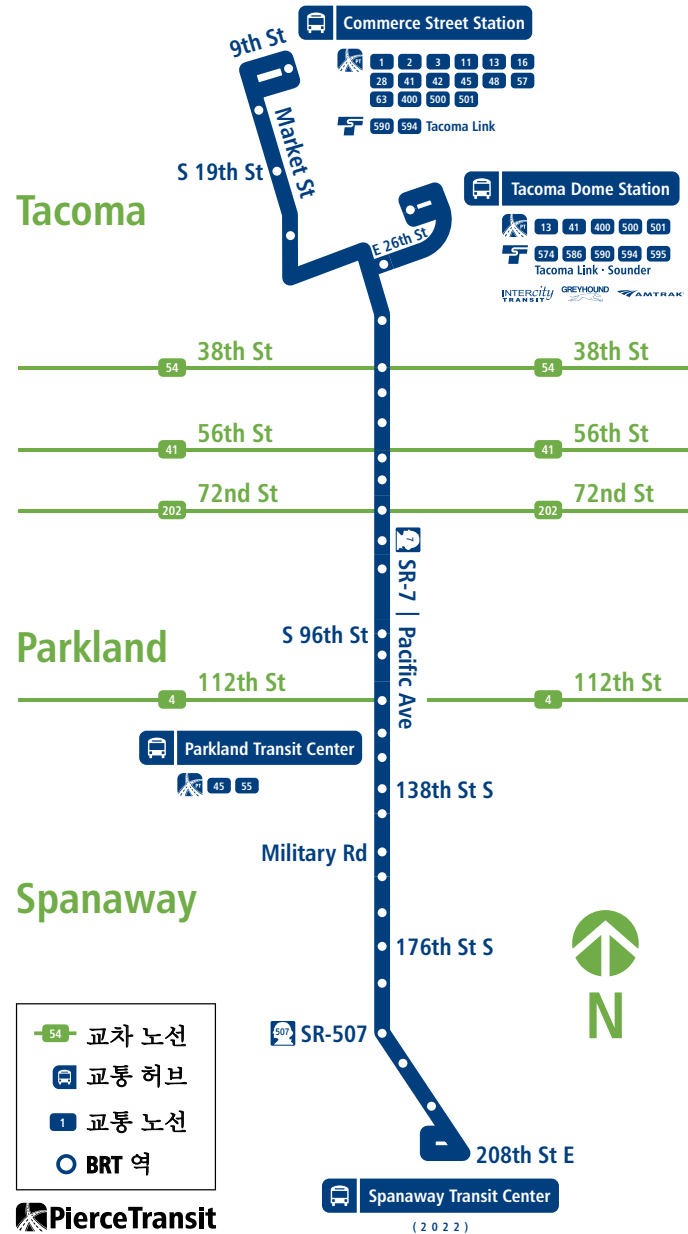 Commerce Street Station
9th St
PT 1 2 3 11 13 16
28 41 42 45 48 57
63 400 500 501
S T 590 594 Tacoma Link
Market St
S 19th St
Tacoma
Tacoma Dome Station
PT 13 41 400 500 501
S T 574 586 590 594 595
Tacoma Link · Sounder
INTERcity TRANSIT GREYHOUND AMTRAK
E 26th St
38th St 38th St
54 54
56th St 56th St
41 41
72nd St 72nd St
202 202
7
SR-7 | Pacific Ave
S 96th St
Parkland
112th St 112th St
4 4
Parkland Transit Center
PT 45 55
138th St S
Military Rd
Spanaway
176th St S
N
507 SR-507
54 교차 노선
교통 허브
1 교통 노선
BRT 역
208th St E
Spanaway Transit Center
(2022)
PierceTransit